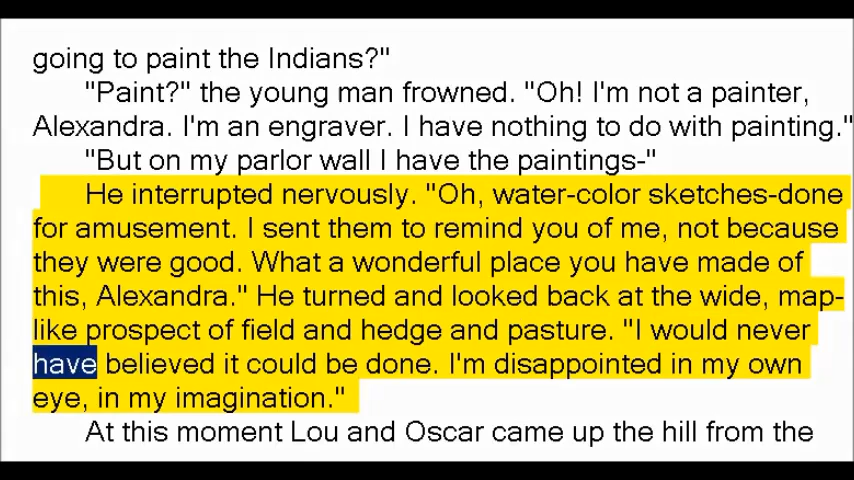 going to paint the Indians?"
"Paint?" the young man frowned. "Oh! I'm not a painter,
Alexandra. I'm an engraver. I have nothing to do with painting."
"But on my parlor wall I have the paintings-"
He interrupted nervously. "Oh, water-color sketches-done
for amusement. I sent them to remind you of me, not because
they were good. What a wonderful place you have made of
this, Alexandra." He turned and looked back at the wide, map-
like prospect of field and hedge and pasture. "I would never
have believed it could be done. I'm disappointed in my own
eye, in my imagination."
At this moment Lou and Oscar came up the hill from the